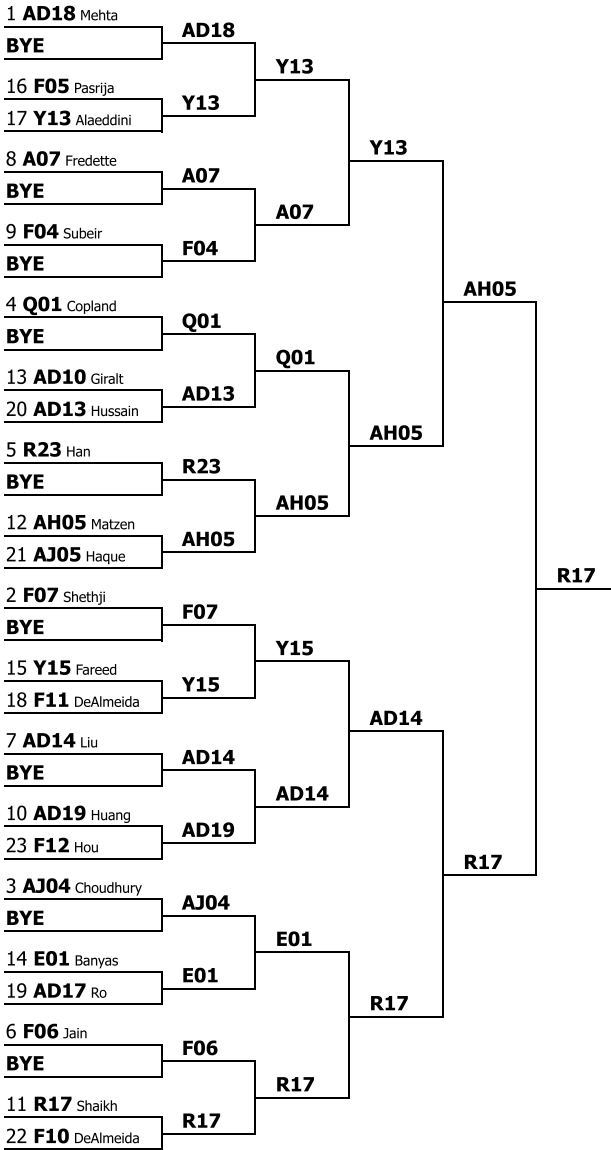 1 AD18 Mehta
BYE
16 F05 Pasrija
17 Y13 Alaeddini
8 A07 Fredette
BYE
9 F04 Subeir
BYE
4 Q01 Copland
BYE
13 AD10 Giralt
20 AD13 Hussain
5 R23 Han
BYE
12 AH05 Matzen
21 AJ05 Haque
2 F07 Shethji
BYE
15 Y15 Fareed
18 F11 DeAlmeida
7 AD14 Liu
BYE
10 AD19 Huang
23 F12 Hou
3 AJ04 Choudhury
BYE
14 E01 Banyas
19 AD17 Ro
6 F06 Jain
BYE
11 R17 Shaikh
22 F10 DeAlmeida
AD18
Y13
A07
F04
Q01
AD13
R23
AH05
F07
Y15
AD14
AD19
AJ04
E01
F06
R17
Y13
A07
Q01
AH05
Y15
AD14
E01
R17
Y13
AH05
AD14
R17
AH05
R17
R17